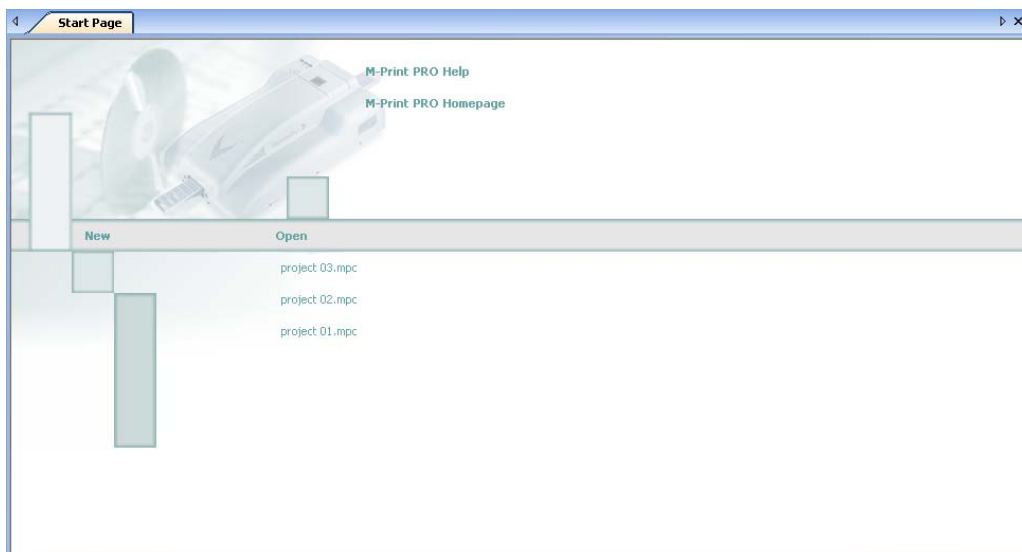 Start Page
M-Print PRO Help
M-Print PRO Homepage
New Open
project 03.mpc
project 02.mpc
project 01.mpc